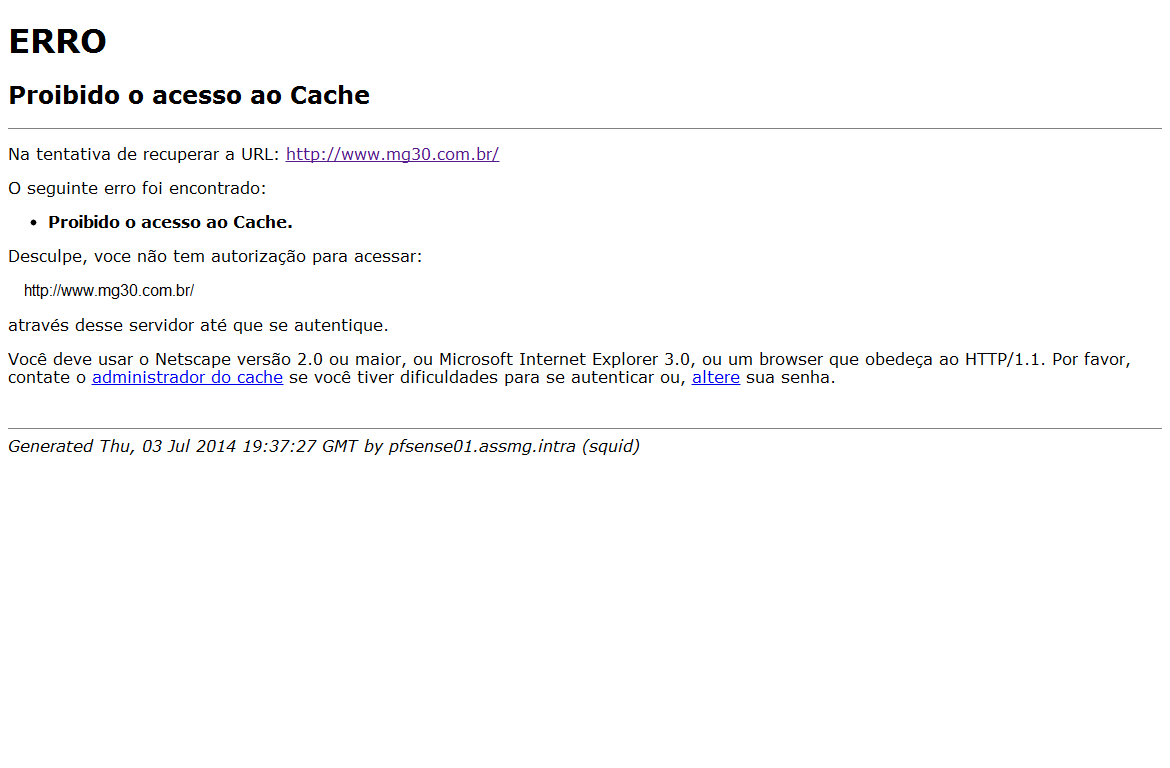 ERRO
Proibido o acesso ao Cache
Na tentativa de recuperar a URL: http://www.mg30.com.br/
O seguinte erro foi encontrado:
• Proibido o acesso ao Cache.
Desculpe, voce não tem autorização para acessar:
http://www.mg30.com.br/
através desse servidor até que se autentique.
Você deve usar o Netscape versão 2.0 ou maior, ou Microsoft Internet Explorer 3.0, ou um browser que obedeça ao HTTP/1.1. Por favor,
contate o administrador do cache se você tiver dificuldades para se autenticar ou, altere sua senha.
Generated Thu, 03 Jul 2014 19:37:27 GMT by pfsense01.assmg.intra (squid)